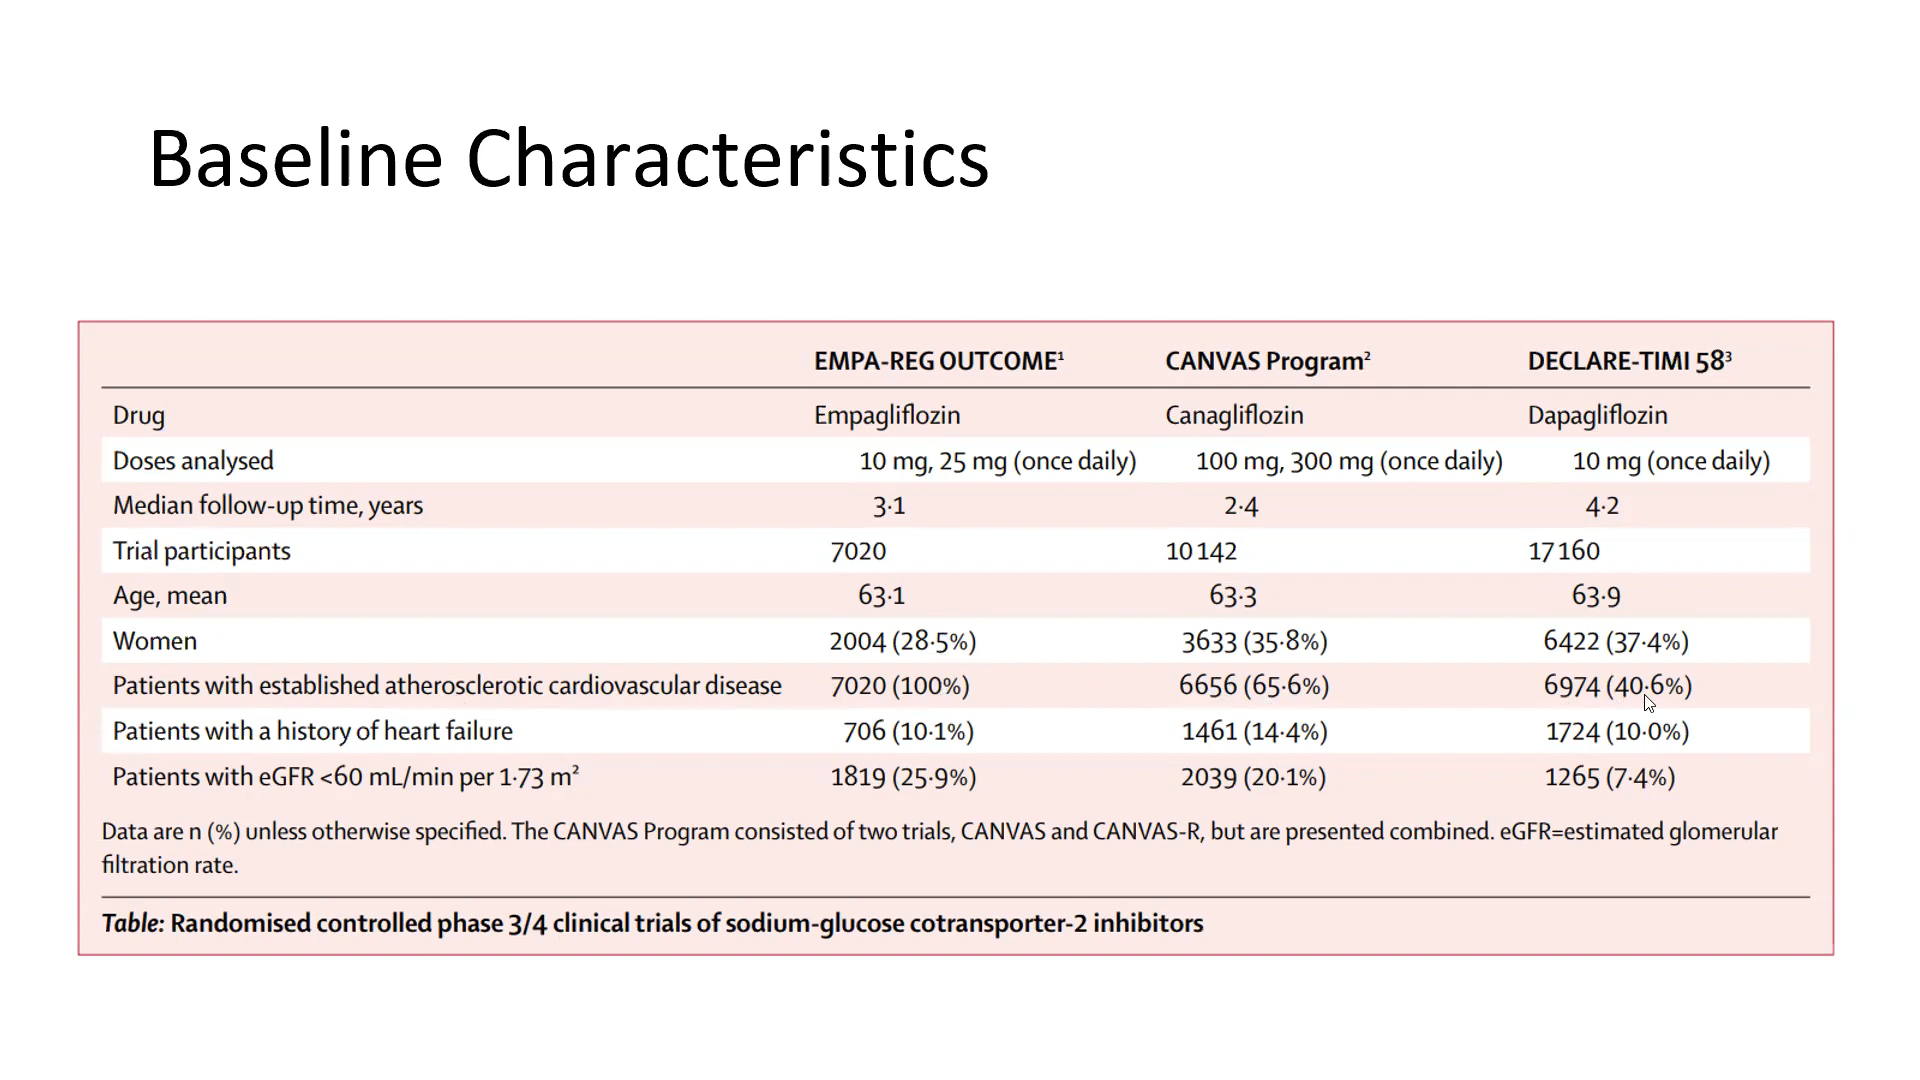 Baseline Characteristics
EMPA-REG OUTCOME¹ CANVAS Program² DECLARE-TIMI 58³
Drug Empagliflozin Canagliflozin Dapagliflozin
Doses analysed 10 mg, 25 mg (once daily) 100 mg, 300 mg (once daily) 10 mg (once daily)
Median follow-up time, years 3·1 2·4 4·2
Trial participants 7020 10 142 17 160
Age, mean 63·1 63·3 63·9
Women 2004 (28·5%) 3633 (35·8%) 6422 (37·4%)
Patients with established atherosclerotic cardiovascular disease 7020 (100%) 6656 (65·6%) 6974 (40·6%)
Patients with a history of heart failure 706 (10·1%) 1461 (14·4%) 1724 (10·0%)
Patients with eGFR <60 mL/min per 1·73 m² 1819 (25·9%) 2039 (20·1%) 1265 (7·4%)
Data are n (%) unless otherwise specified. The CANVAS Program consisted of two trials, CANVAS and CANVAS-R, but are presented combined. eGFR=estimated glomerular
filtration rate.
Table: Randomised controlled phase 3/4 clinical trials of sodium-glucose cotransporter-2 inhibitors